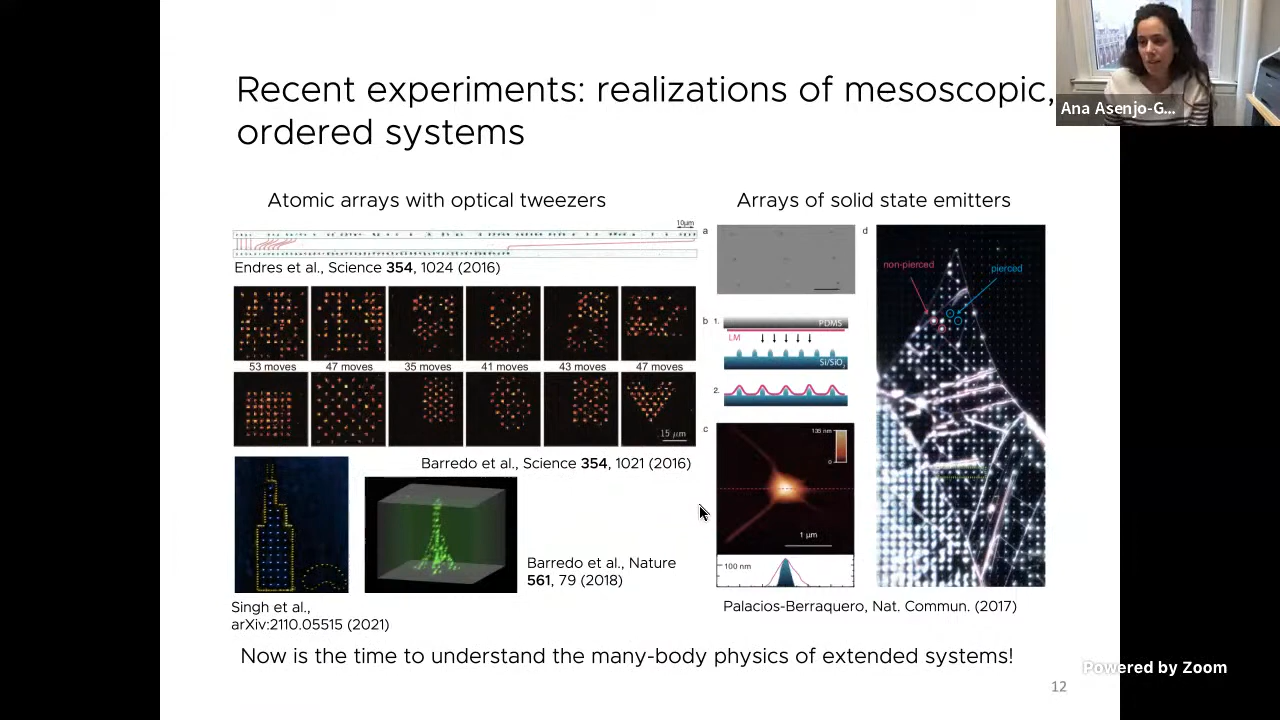 Recent experiments: realizations of mesoscopic,
ordered systems
Ana Asenjo-G...
Atomic arrays with optical tweezers
Arrays of solid state emitters
10μm
Endres et al., Science 354, 1024 (2016)
53 moves
47 moves
35 moves
41 moves
43 moves
47 moves
15 μm
Barredo et al., Science 354, 1021 (2016)
Barredo et al., Nature
561, 79 (2018)
Singh et al.,
arXiv:2110.05515 (2021)
a
b
1.
PDMS
LM
Si/SiO2
2.
c
135 nm
0
1 μm
100 nm
d
non-pierced
pierced
Palacios-Berraquero, Nat. Commun. (2017)
Now is the time to understand the many-body physics of extended systems!
Powered by Zoom
12